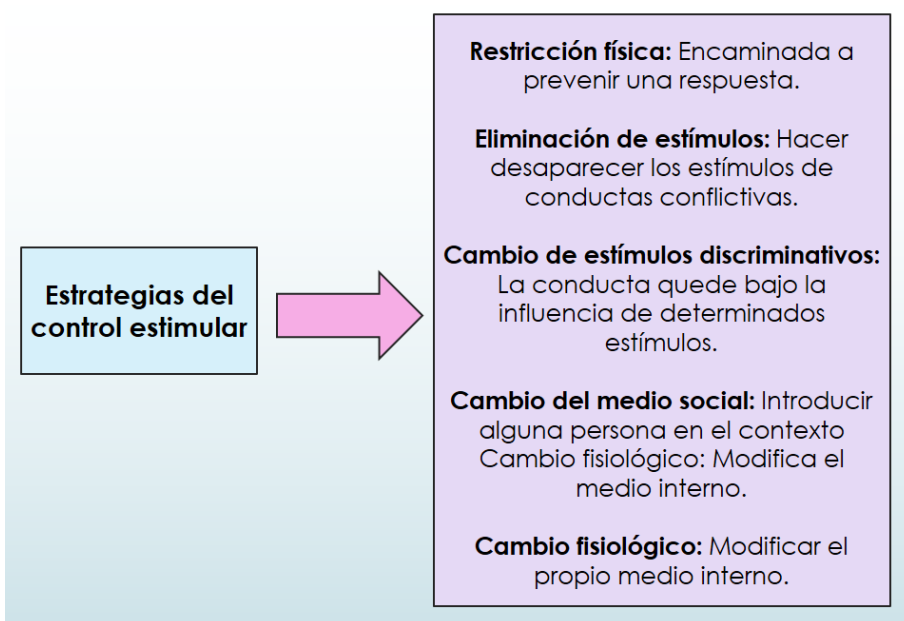 Estrategias del
control estimular
Restricción física: Encaminada a
prevenir una respuesta.
Eliminación de estímulos: Hacer
desaparecer los estímulos de
conductas conflictivas.
Cambio de estímulos discriminativos:
La conducta quede bajo la
influencia de determinados
estímulos.
Cambio del medio social: Introducir
alguna persona en el contexto
Cambio fisiológico: Modifica el
medio interno.
Cambio fisiológico: Modificar el
propio medio interno.